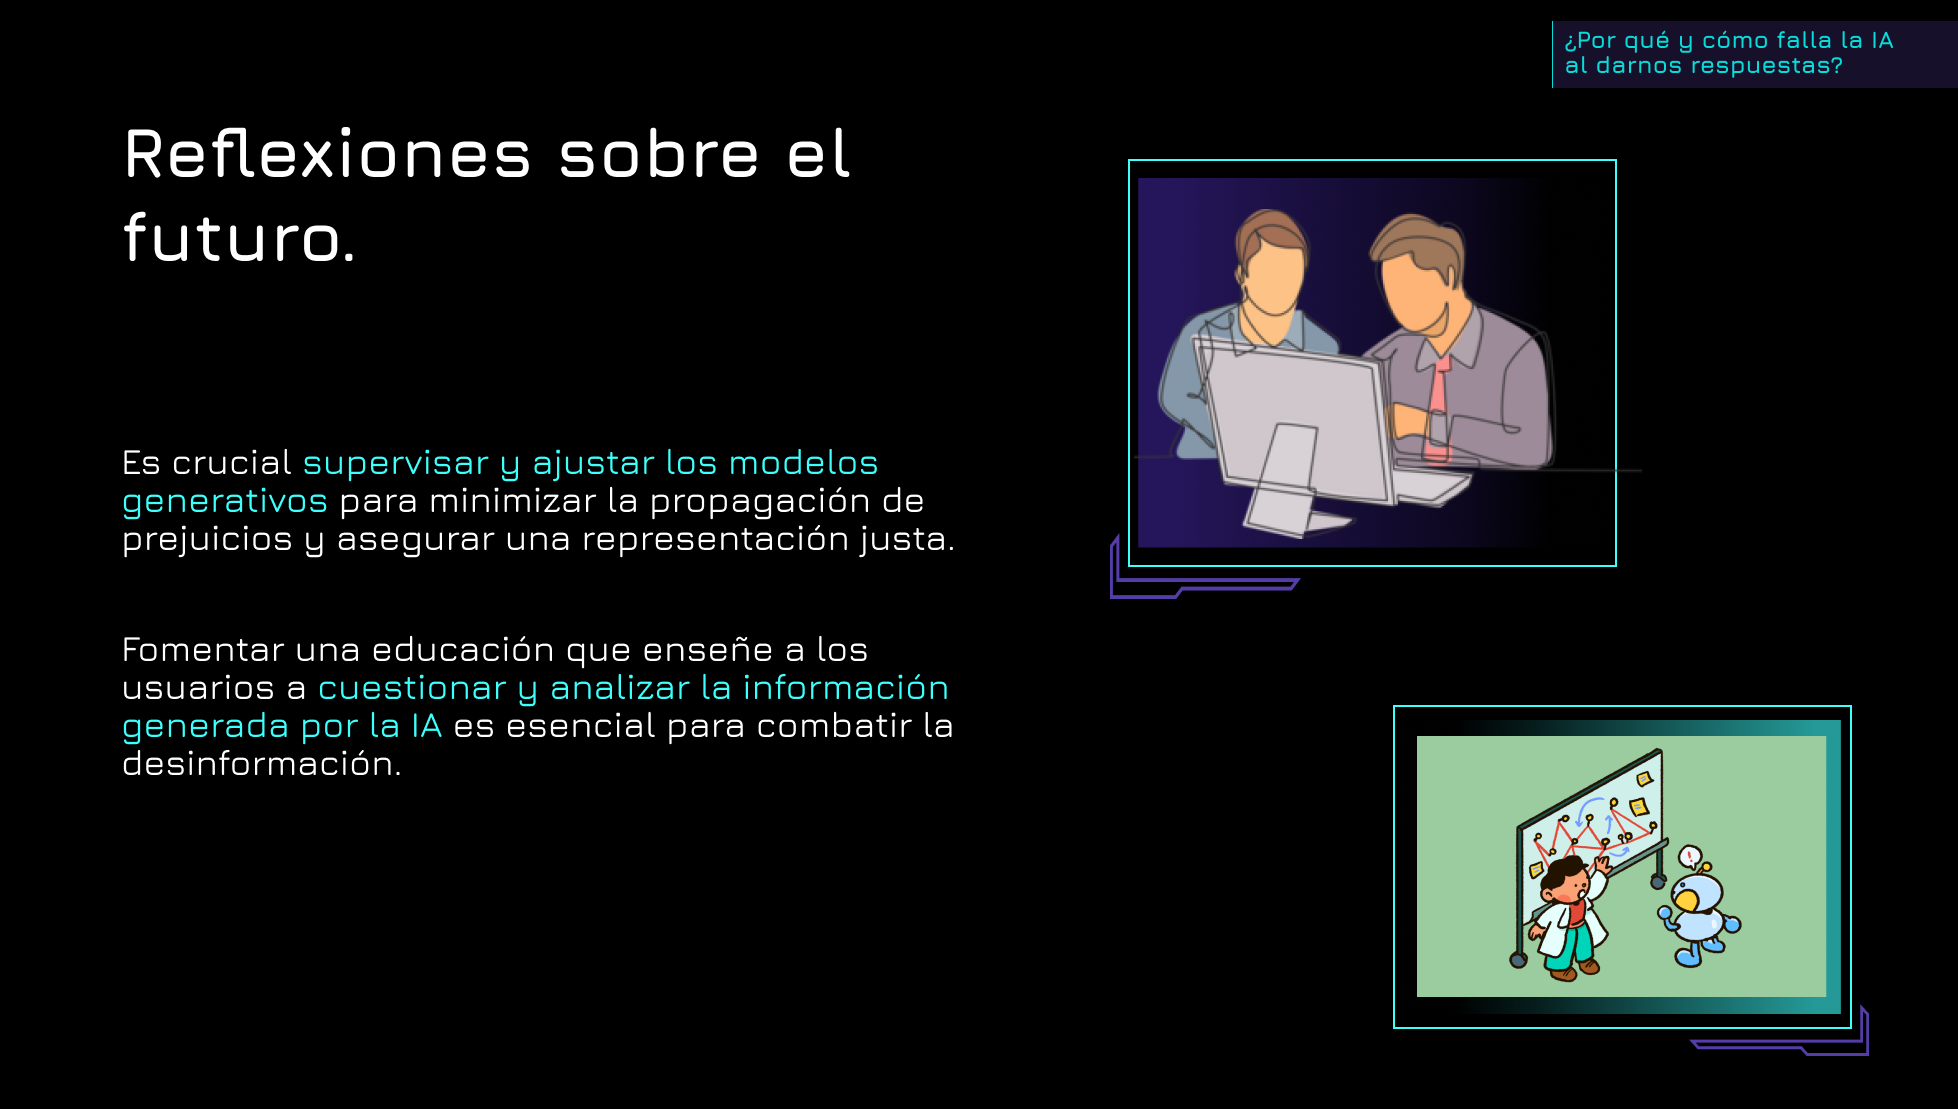 ¿Por qué y cómo falla la IA
al darnos respuestas?
Reflexiones sobre el
futuro.
Es crucial supervisar y ajustar los modelos
generativos para minimizar la propagación de
prejuicios y asegurar una representación justa.
Fomentar una educación que enseñe a los
usuarios a cuestionar y analizar la información
generada por la IA es esencial para combatir la
desinformación.
!